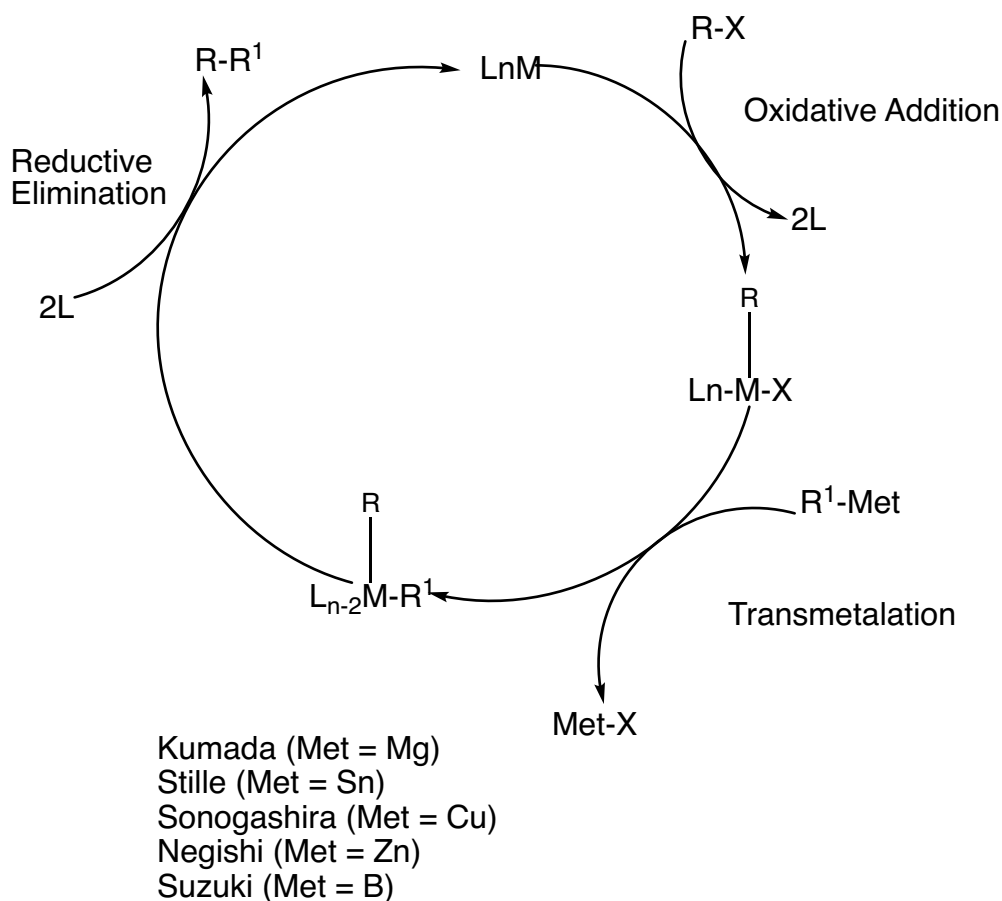 R-R¹
LnM
R-X
Oxidative Addition
Reductive
Elimination
2L
2L
R
Ln-M-X
R¹-Met
R
Lₙ₋₂M-R¹
Transmetalation
Met-X
Kumada (Met = Mg)
Stille (Met = Sn)
Sonogashira (Met = Cu)
Negishi (Met = Zn)
Suzuki (Met = B)